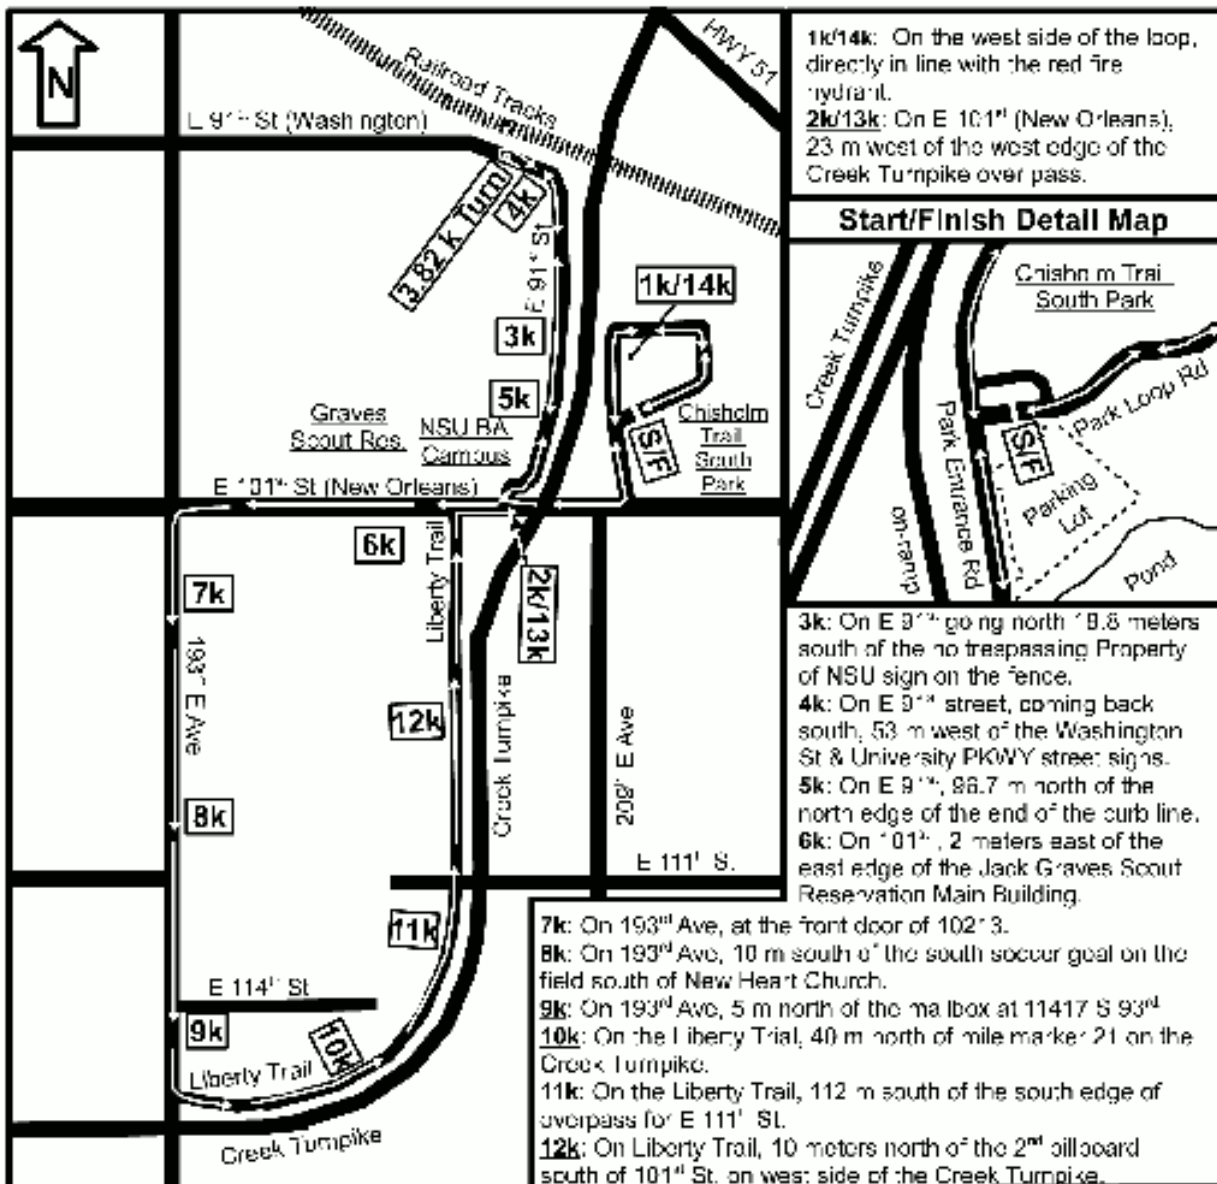 N
HWY 51
Railroad Tracks
E 91st St (Washington)
3.82 k Turn
4k
E 91st St
1k/14k
3k
5k
Graves
Scout Res.
NSU BA
Campus
S/F
Chisholm
Trail
South
Park
E 101st St (New Orleans)
6k
Liberty Trail
2k/13k
7k
193rd E Ave
12k
Creek Turnpike
209th E Ave
8k
E 111th S.
11k
E 114th St
9k
10k
Liberty Trail
Creek Turnpike
1k/14k: On the west side of the loop,
directly in line with the red fire
hydrant.
2k/13k: On E 101st (New Orleans),
23 m west of the west edge of the
Creek Turnpike over pass.
Start/Finish Detail Map
Creek Turnpike
Chisholm Trail
South Park
Park Loop Rd
Park Entrance Rd
S/F
Parking
Lot
on-ramp
Pond
3k: On E 91st going north 18.8 meters
south of the no trespassing Property
of NSU sign on the fence.
4k: On E 91st street, coming back
south, 53 m west of the Washington
St & University PKWY street signs.
5k: On E 91st, 96.7 m north of the
north edge of the end of the curb line.
6k: On 101st, 2 meters east of the
east edge of the Jack Graves Scout
Reservation Main Building.
7k: On 193rd Ave, at the front door of 10213.
8k: On 193rd Ave, 10 m south of the south soccer goal on the
field south of New Heart Church.
9k: On 193rd Ave, 5 m north of the mailbox at 11417 S 93rd
10k: On the Liberty Trial, 40 m north of mile marker 21 on the
Creek Turnpike.
11k: On the Liberty Trail, 112 m south of the south edge of
overpass for E 111th St.
12k: On Liberty Trail, 10 meters north of the 2nd billboard
south of 101st St. on west side of the Creek Turnpike.